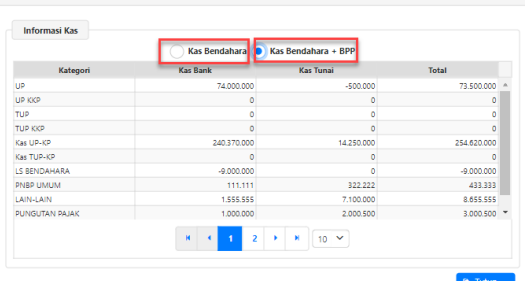 Informasi Kas
Kas Bendahara Kas Bendahara + BPP
Kategori Kas Bank Kas Tunai Total
UP 74.000.000 -500.000 73.500.000
UP KKP 0 0 0
TUP 0 0 0
TUP KKP 0 0 0
Kas UP-KP 240.370.000 14.250.000 254.620.000
Kas TUP-KP 0 0 0
LS BENDAHARA -9.000.000 0 -9.000.000
PNBP UMUM 111.111 322.222 433.333
LAIN-LAIN 1.555.555 7.100.000 8.655.555
PUNGUTAN PAJAK 1.000.000 2.000.500 3.000.500
1 2 10